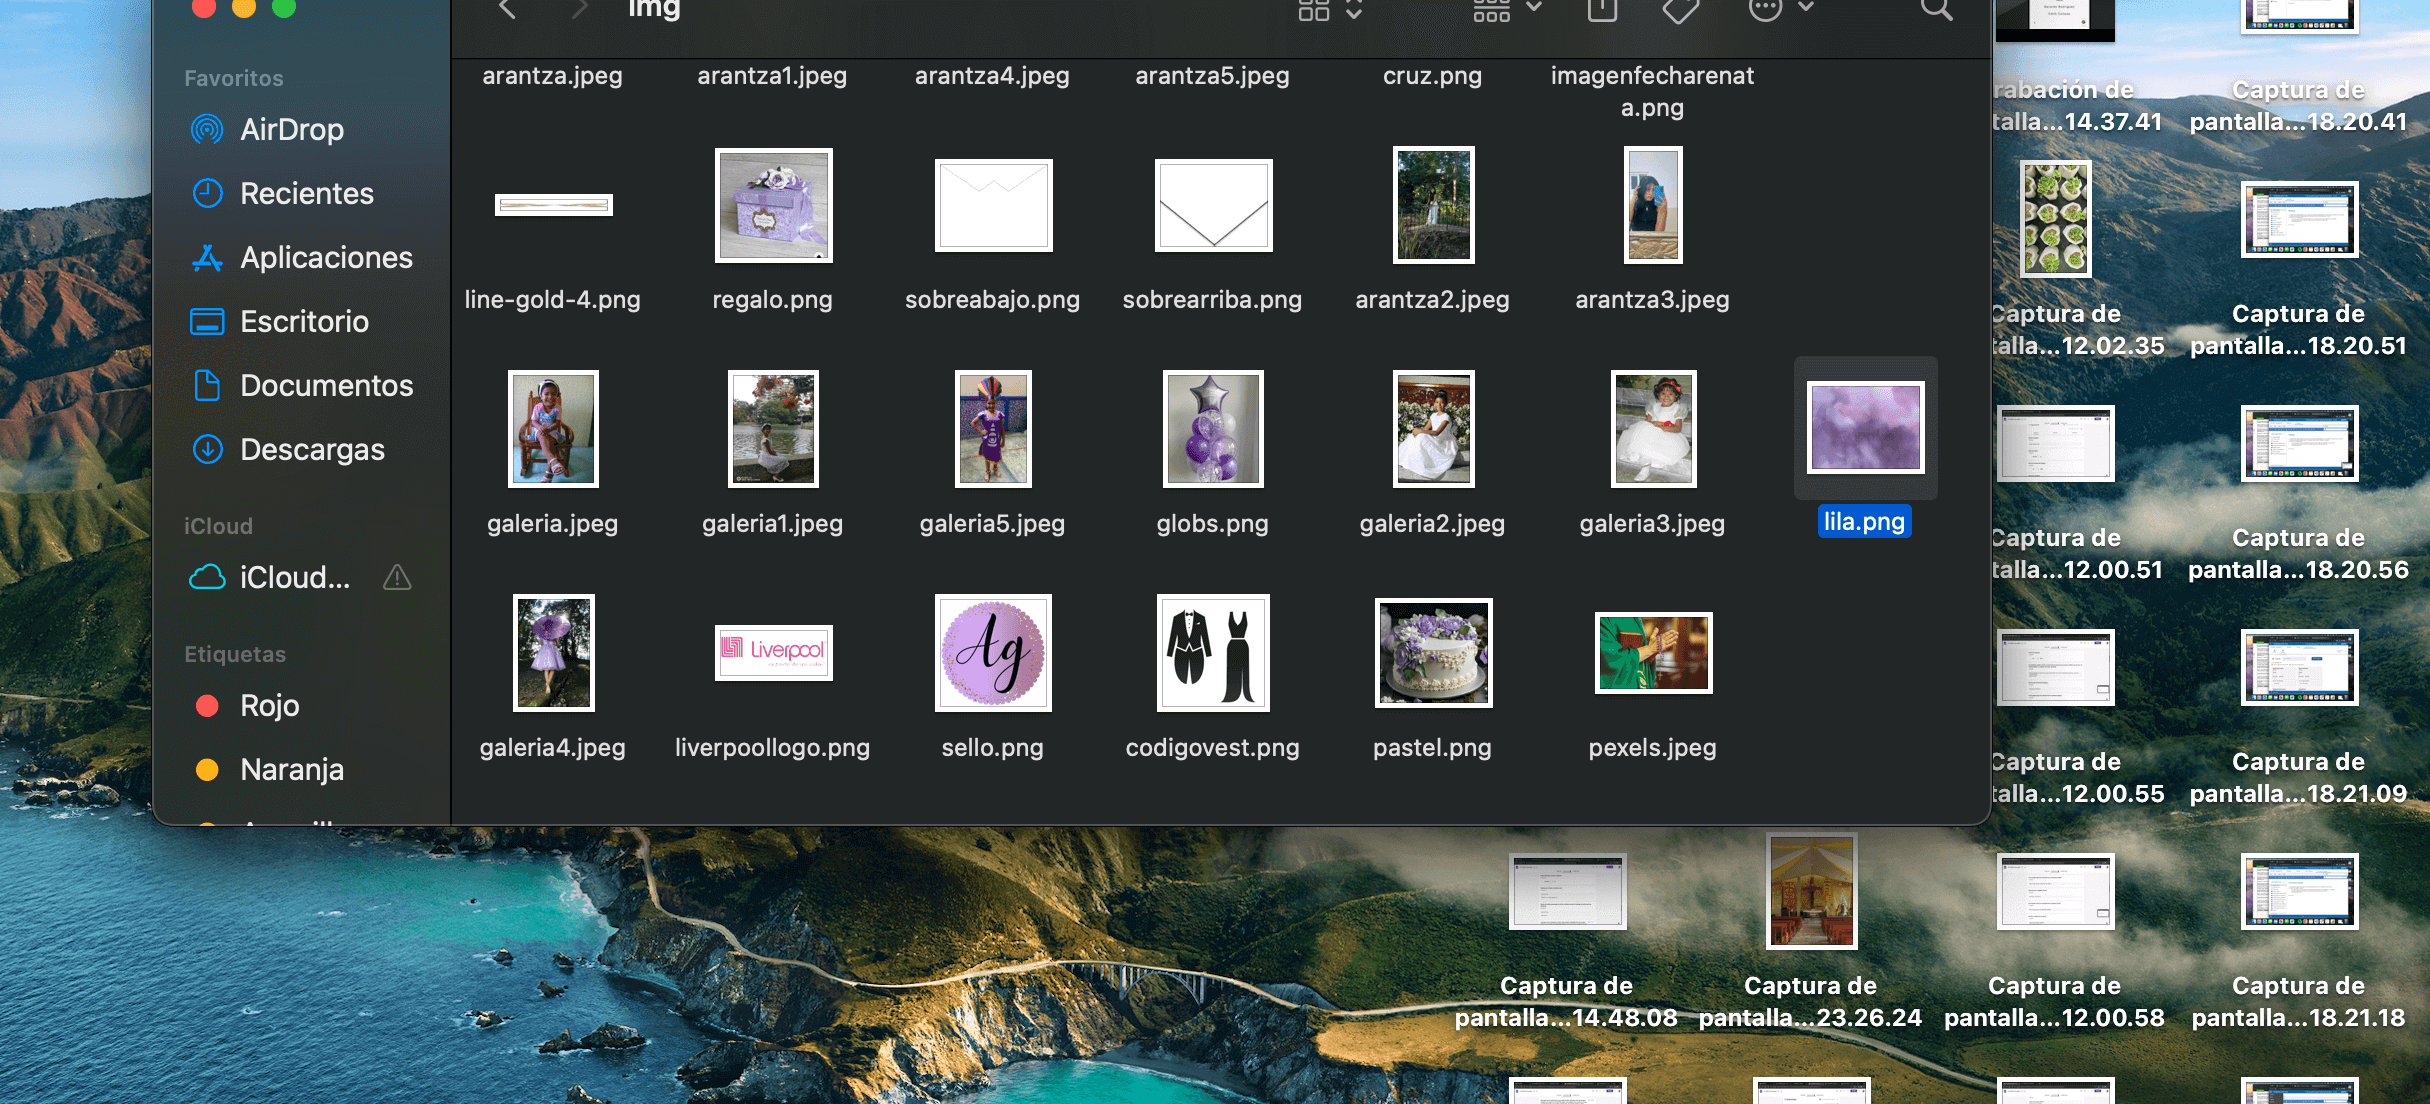 img
Favoritos
AirDrop
Recientes
Aplicaciones
Escritorio
Documentos
Descargas
iCloud
iCloud...
Etiquetas
Rojo
Naranja
arantza.jpeg
arantza1.jpeg
arantza4.jpeg
arantza5.jpeg
cruz.png
imagenfecharenat
a.png
line-gold-4.png
regalo.png
sobreabajo.png
sobrearriba.png
arantza2.jpeg
arantza3.jpeg
galeria.jpeg
galeria1.jpeg
galeria5.jpeg
globs.png
galeria2.jpeg
galeria3.jpeg
lila.png
Liverpool
Ag
galeria4.jpeg
liverpoollogo.png
sello.png
codigovest.png
pastel.png
pexels.jpeg
rabación de
talla...14.37.41
Captura de
pantalla...18.20.41
Captura de
talla...12.02.35
Captura de
pantalla...18.20.51
Captura de
talla...12.00.51
Captura de
pantalla...18.20.56
Captura de
talla...12.00.55
Captura de
pantalla...18.21.09
Captura de
pantalla...14.48.08
Captura de
pantalla...23.26.24
Captura de
pantalla...12.00.58
Captura de
pantalla...18.21.18